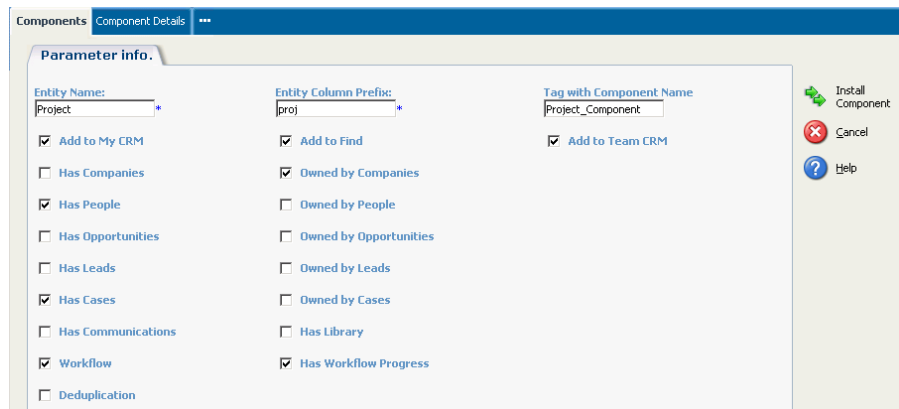 Components Component Details ...
Parameter info.
Entity Name: Entity Column Prefix: Tag with Component Name
Project * proj * Project_Component
Add to My CRM Add to Find Add to Team CRM
Has Companies Owned by Companies
Has People Owned by People
Has Opportunities Owned by Opportunities
Has Leads Owned by Leads
Has Cases Owned by Cases
Has Communications Has Library
Workflow Has Workflow Progress
Deduplication
Install
Component
Cancel
Help